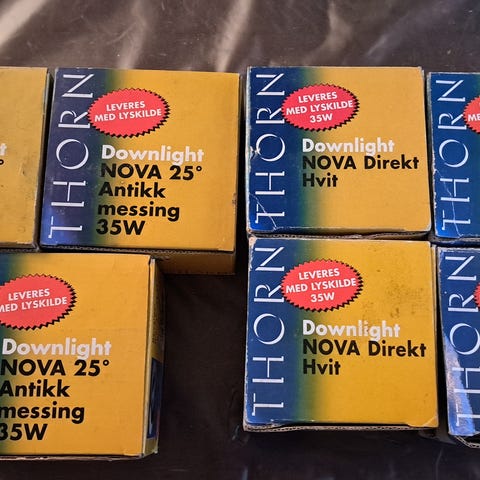 THORN
LEVERES
MED LYSKILDE
Downlight
NOVA 25°
Antikk
messing
35W
THORN
LEVERES
MED LYSKILDE
35W
Downlight
NOVA Direkt
Hvit
THORN
LEVERES
MED LYSKILDE
Downlight
NOVA 25°
Antikk
messing
35W
THORN
LEVERES
MED LYSKILDE
35W
Downlight
NOVA Direkt
Hvit
THORN